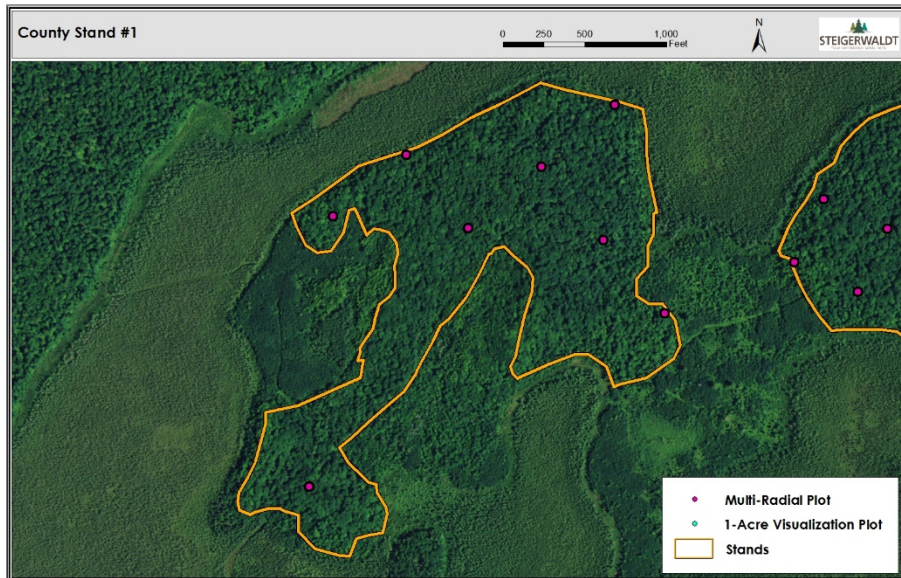 County Stand #1
0 250 500 1,000
Feet
N
STEIGERWALDT
Multi-Radial Plot
1-Acre Visualization Plot
Stands